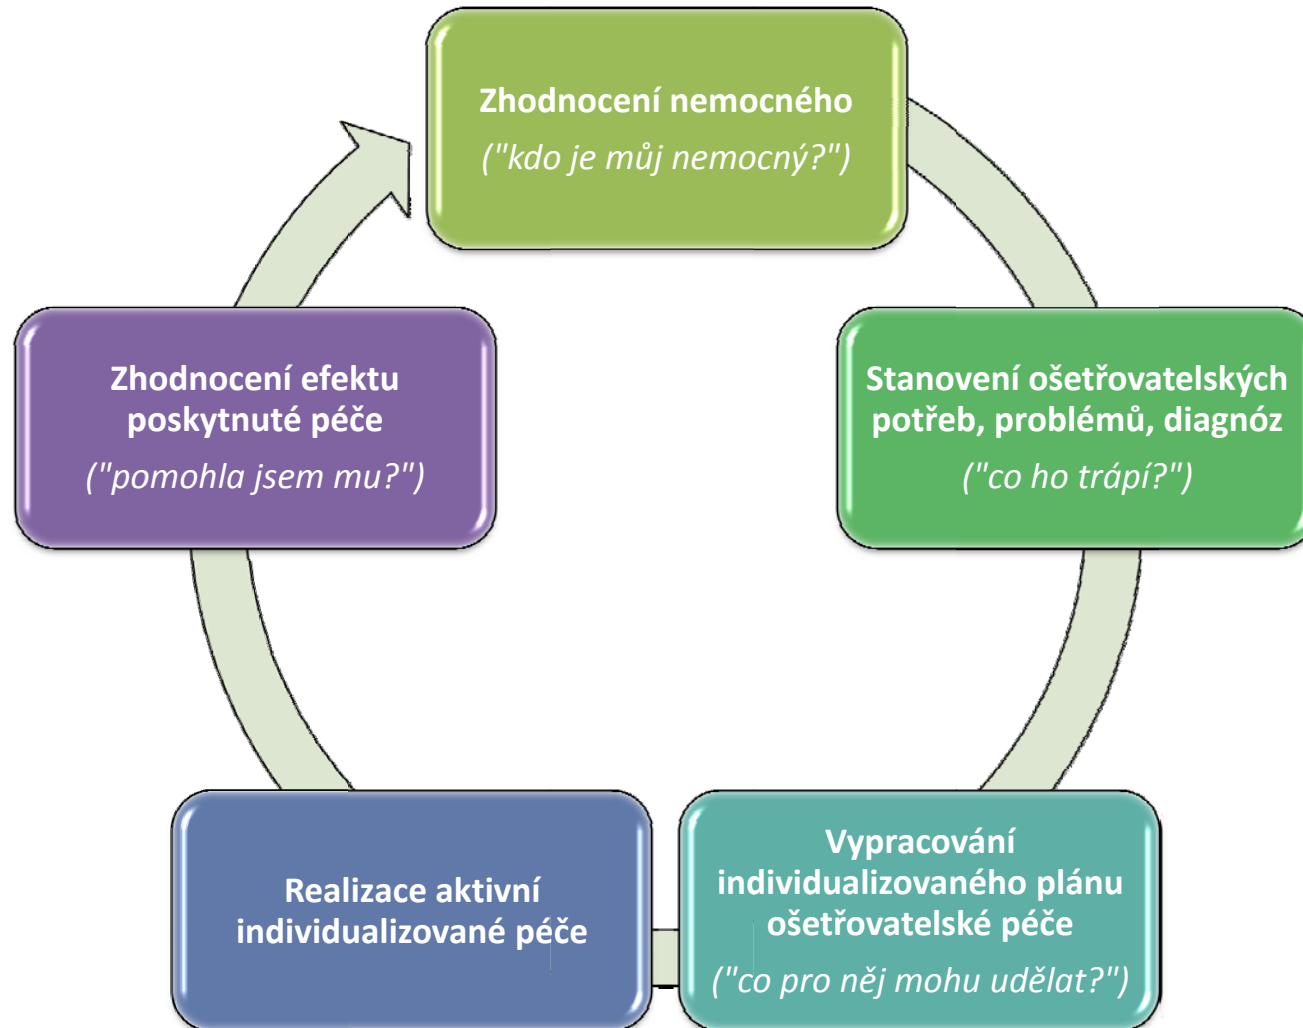 Zhodnocení nemocného
("kdo je můj nemocný?")
Stanovení ošetřovatelských
potřeb, problémů, diagnóz
("co ho trápí?")
Vypracování
individualizovaného plánu
ošetřovatelské péče
("co pro něj mohu udělat?")
Realizace aktivní
individualizované péče
Zhodnocení efektu
poskytnuté péče
("pomohla jsem mu?")